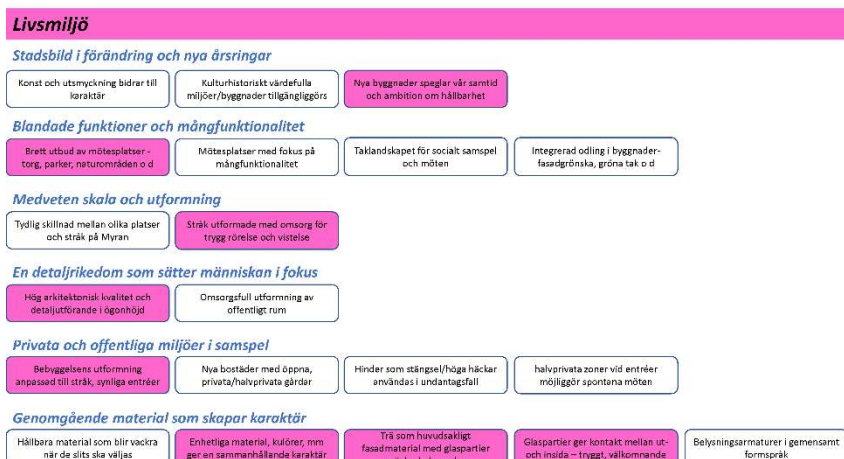 Livsmiljö
Stadsbild i förändring och nya årsringar
Konst och utsmyckning bidrar till
karaktär
Kulturhistoriskt värdefulla
miljöer/byggnader tillgängliggörs
Nya byggnader speglar vår samtid
och ambition om hållbarhet
Blandade funktioner och mångfunktionalitet
Brett utbud av mötesplatser -
torg, parker, naturområden o d
Mötesplatser med fokus på
mångfunktionalitet
Taklandskapet för socialt samspel
och möten
Integrerad odling i byggnader-
fasadgrönska, gröna tak o d
Medveten skala och utformning
Tydlig skillnad mellan olika platser
och stråk på Myran
Stråk utformade med omsorg för
trygg rörelse och vistelse
En detaljrikedom som sätter människan i fokus
Hög arkitektonisk kvalitet och
detaljutförande i ögonhöjd
Omsorgsfull utformning av
offentligt rum
Privata och offentliga miljöer i samspel
Bebyggelsens utformning
anpassad till stråk, synliga entréer
Nya bostäder med öppna,
privata/halvprivata gårdar
Hinder som stängsel/höga häckar
användas i undantagsfall
halvprivata zoner vid entréer
möjliggör spontana möten
Genomgående material som skapar karaktär
Hållbara material som blir vackra
när de slits ska väljas
Enhetliga material, kulörer, mm
ger en sammanhållande karaktär
Trä som huvudsakligt
fasadmaterial med glaspartier
Glaspartier ger kontakt mellan ut-
och insida – tryggt, välkomnande
Belysningsarmaturer i gemensamt
formspråk